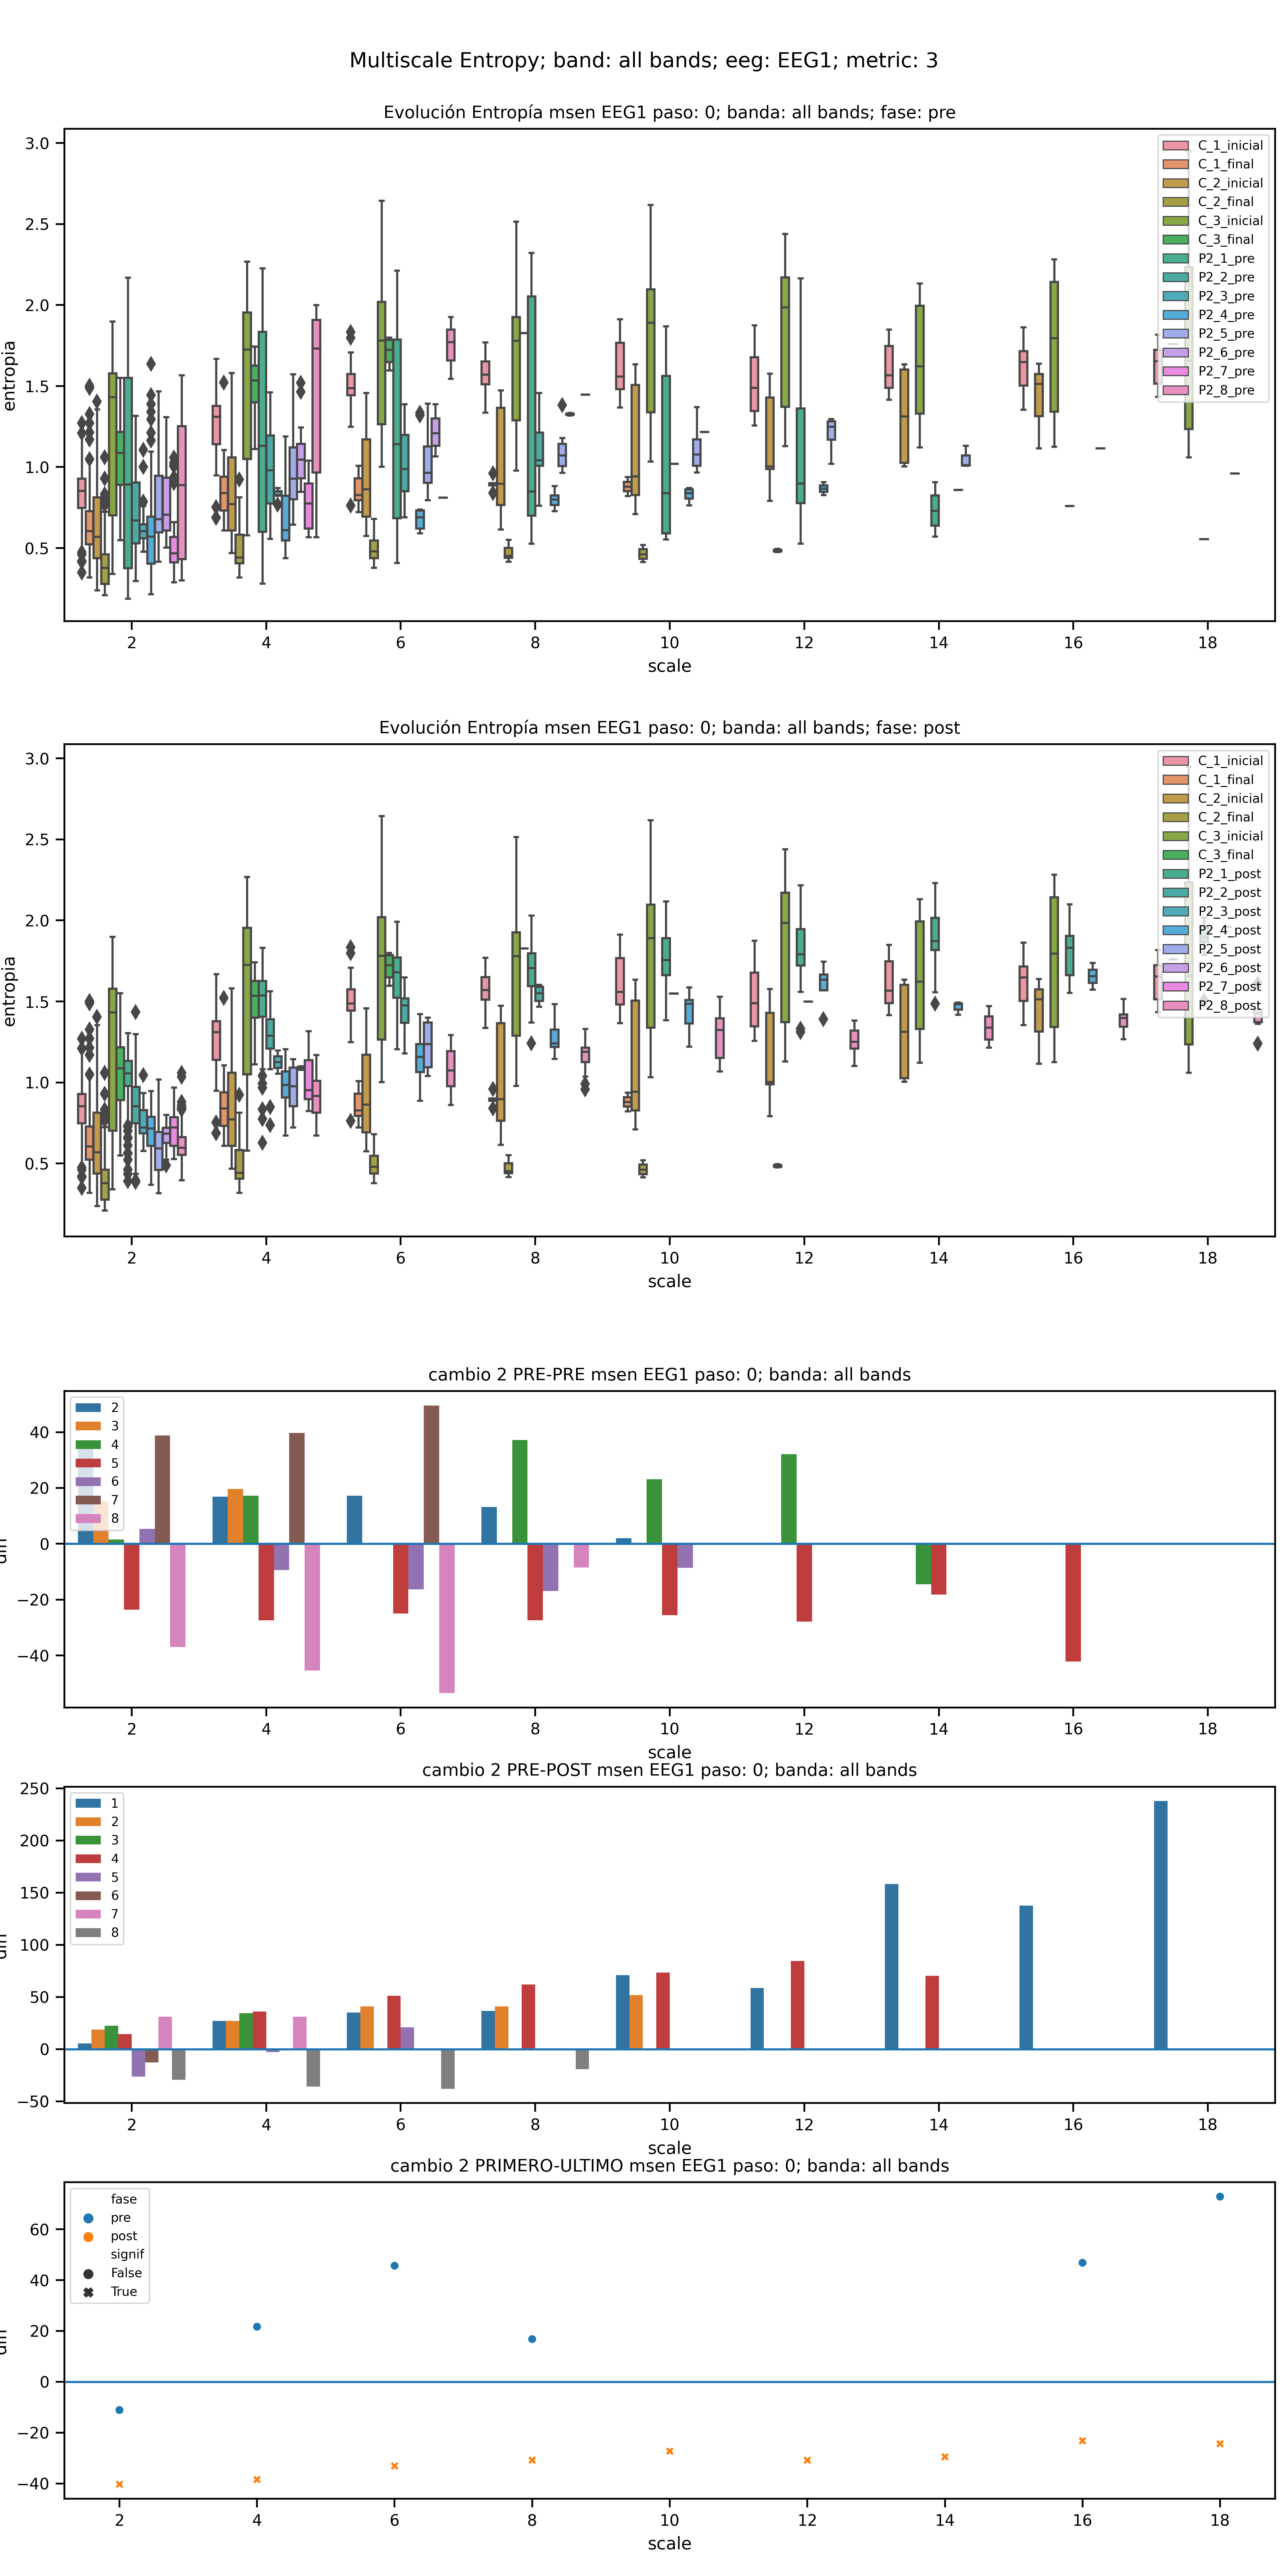 Multiscale Entropy; band: all bands; eeg: EEG1; metric: 3
Evolución Entropía msen EEG1 paso: 0; banda: all bands; fase: pre
entropia
3.0
2.5
2.0
1.5
1.0
0.5
C_1_inicial
C_1_final
C_2_inicial
C_2_final
C_3_inicial
C_3_final
P2_1_pre
P2_2_pre
P2_3_pre
P2_4_pre
P2_5_pre
P2_6_pre
P2_7_pre
P2_8_pre
2 4 6 8 10 12 14 16 18
scale
Evolución Entropía msen EEG1 paso: 0; banda: all bands; fase: post
entropia
3.0
2.5
2.0
1.5
1.0
0.5
C_1_inicial
C_1_final
C_2_inicial
C_2_final
C_3_inicial
C_3_final
P2_1_post
P2_2_post
P2_3_post
P2_4_post
P2_5_post
P2_6_post
P2_7_post
P2_8_post
2 4 6 8 10 12 14 16 18
scale
cambio 2 PRE-PRE msen EEG1 paso: 0; banda: all bands
40
20
0
−20
−40
2
3
4
5
6
7
8
2 4 6 8 10 12 14 16 18
scale
cambio 2 PRE-POST msen EEG1 paso: 0; banda: all bands
250
200
150
100
50
0
−50
1
2
3
4
5
6
7
8
2 4 6 8 10 12 14 16 18
scale
cambio 2 PRIMERO-ULTIMO msen EEG1 paso: 0; banda: all bands
60
40
20
0
−20
−40
fase
pre
post
signif
False
True
2 4 6 8 10 12 14 16 18
scale